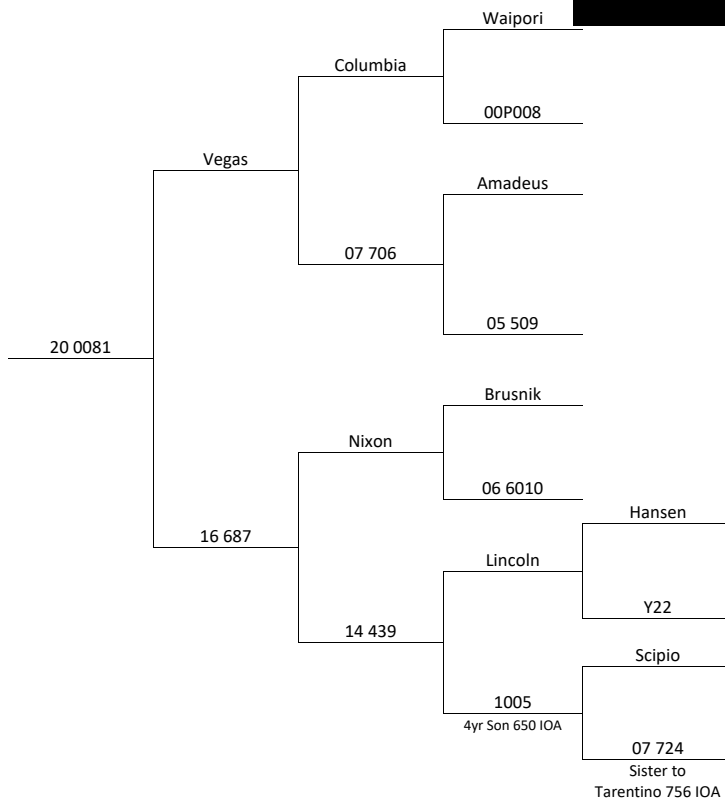 Waipori
Columbia
00P008
Vegas
Amadeus
07 706
05 509
20 0081
Brusnik
Nixon
06 6010
Hansen
16 687
Lincoln
Y22
14 439
Scipio
1005
4yr Son 650 IOA
07 724
Sister to
Tarentino 756 IOA